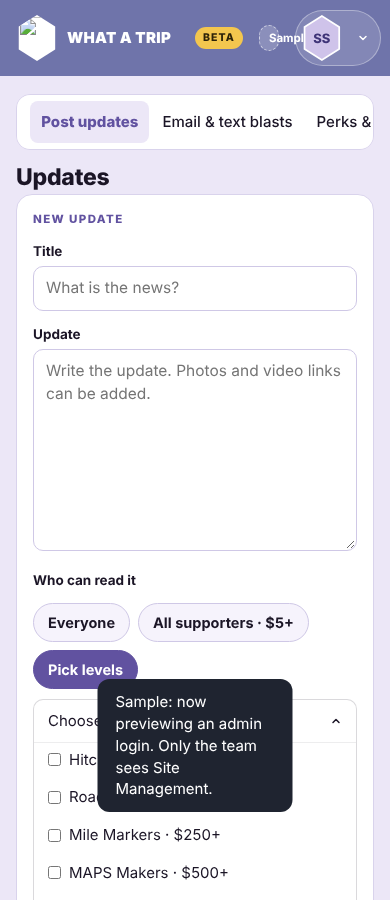 WHAT A TRIP
BETA
Sampl
SS
Post updates
Email & text blasts
Perks &
Updates
NEW UPDATE
Title
What is the news?
Update
Write the update. Photos and video links
can be added.
Who can read it
Everyone
All supporters · $5+
Pick levels
Choose
Sample: now
previewing an admin
login. Only the team
sees Site
Management.
Hitc
Roa
Mile Markers · $250+
MAPS Makers · $500+